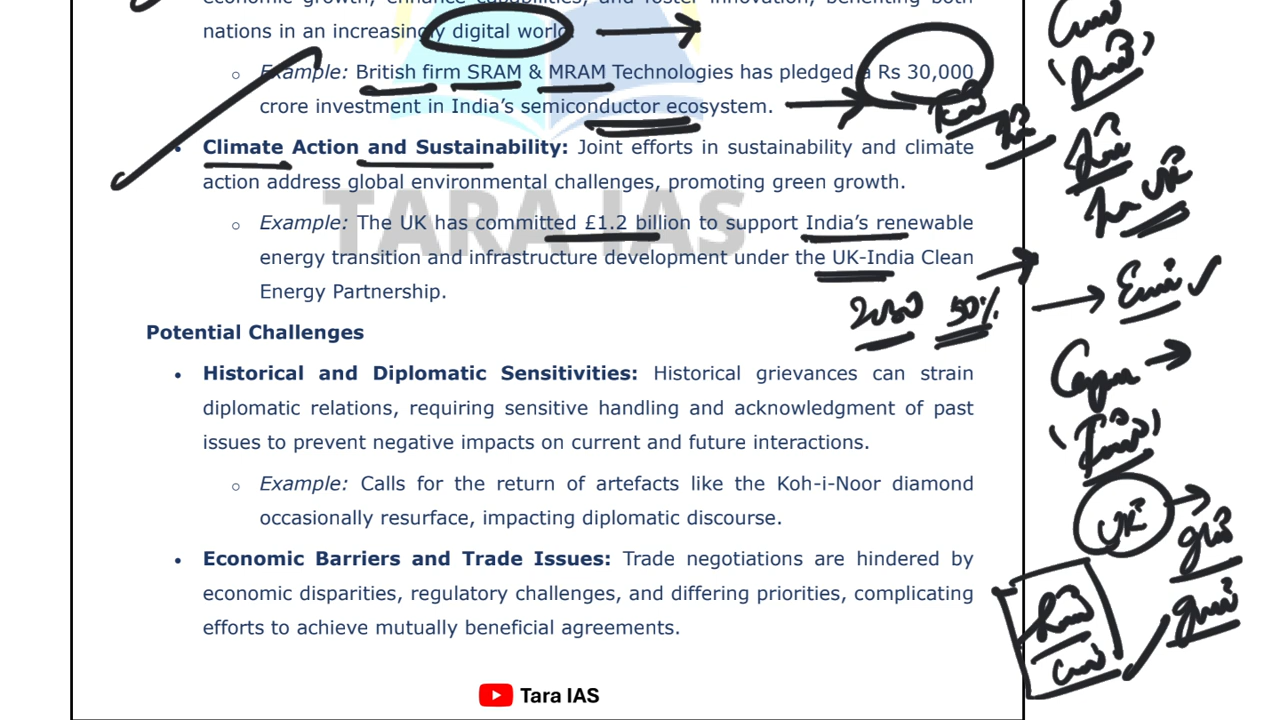 economic growth, enhance capabilities, and foster innovation, benefiting both
nations in an increasingly digital world.
○ Example: British firm SRAM & MRAM Technologies has pledged a Rs 30,000
crore investment in India's semiconductor ecosystem.
• Climate Action and Sustainability: Joint efforts in sustainability and climate
action address global environmental challenges, promoting green growth.
○ Example: The UK has committed £1.2 billion to support India's renewable
energy transition and infrastructure development under the UK-India Clean
Energy Partnership.
2030 50%
Potential Challenges
• Historical and Diplomatic Sensitivities: Historical grievances can strain
diplomatic relations, requiring sensitive handling and acknowledgment of past
issues to prevent negative impacts on current and future interactions.
○ Example: Calls for the return of artefacts like the Koh-i-Noor diamond
occasionally resurface, impacting diplomatic discourse.
UK
• Economic Barriers and Trade Issues: Trade negotiations are hindered by
economic disparities, regulatory challenges, and differing priorities, complicating
efforts to achieve mutually beneficial agreements.
TARA IAS
Tara IAS